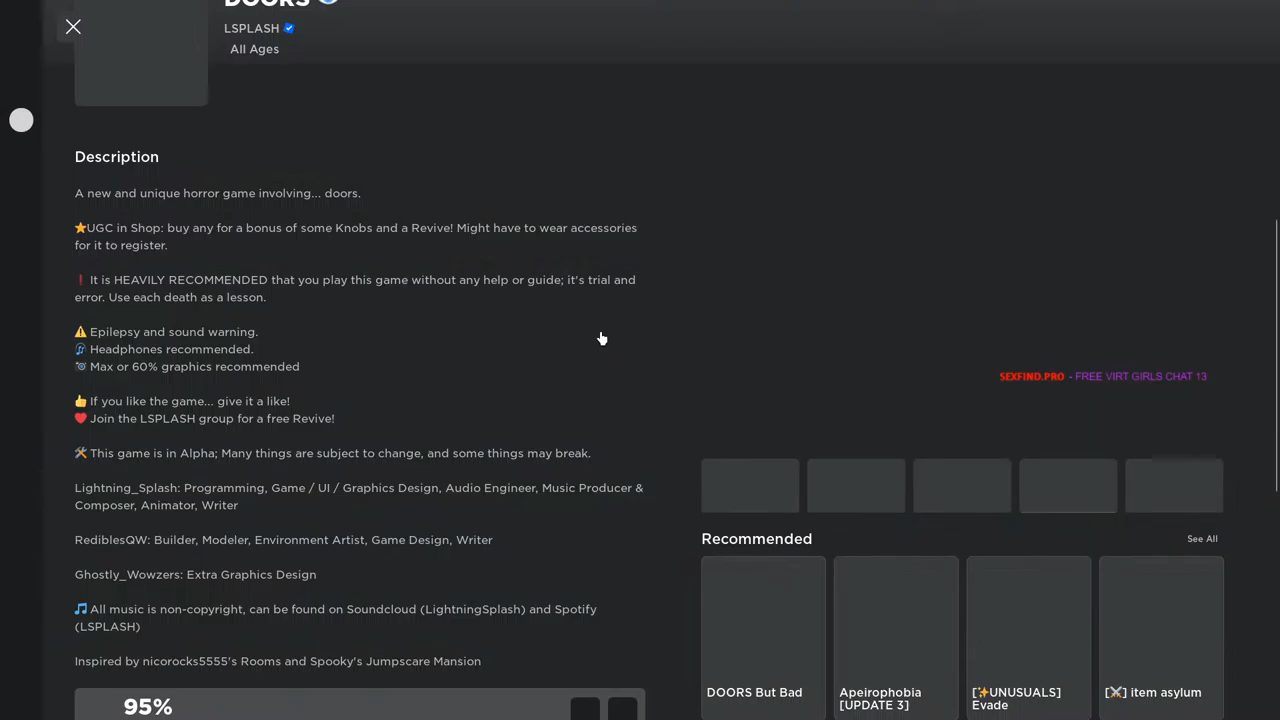 DOORS
LSPLASH
All Ages
Description
A new and unique horror game involving... doors.
⭐UGC in Shop: buy any for a bonus of some Knobs and a Revive! Might have to wear accessories
for it to register.
❗ It is HEAVILY RECOMMENDED that you play this game without any help or guide; it's trial and
error. Use each death as a lesson.
⚠️ Epilepsy and sound warning.
🎧 Headphones recommended.
📷 Max or 60% graphics recommended
👍 If you like the game... give it a like!
❤️ Join the LSPLASH group for a free Revive!
🛠️ This game is in Alpha; Many things are subject to change, and some things may break.
Lightning_Splash: Programming, Game / UI / Graphics Design, Audio Engineer, Music Producer &
Composer, Animator, Writer
RediblesQW: Builder, Modeler, Environment Artist, Game Design, Writer
Ghostly_Wowzers: Extra Graphics Design
🎵 All music is non-copyright, can be found on Soundcloud (LightningSplash) and Spotify
(LSPLASH)
Inspired by nicorocks5555's Rooms and Spooky's Jumpscare Mansion
95%
SEXFIND.PRO - FREE VIRT GIRLS CHAT 13
Recommended
See All
DOORS But Bad
Apeirophobia
[UPDATE 3]
[✨UNUSUALS]
Evade
[⚔️] item asylum